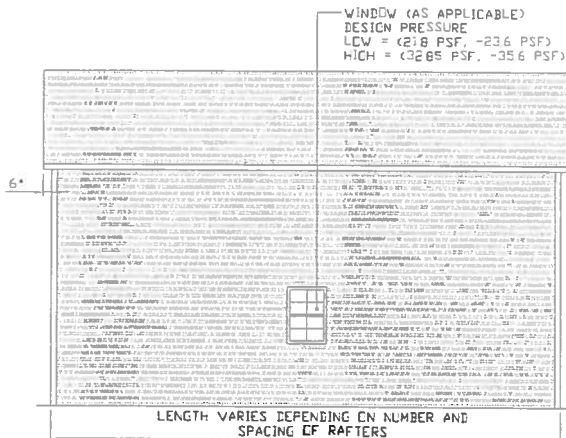 WINDOW (AS APPLICABLE)
DESIGN PRESSURE
LOW = (21.8 PSF, -23.6 PSF)
HIGH = (32.85 PSF, -35.6 PSF)
6"
LENGTH VARIES DEPENDING ON NUMBER AND
SPACING OF RAFTERS